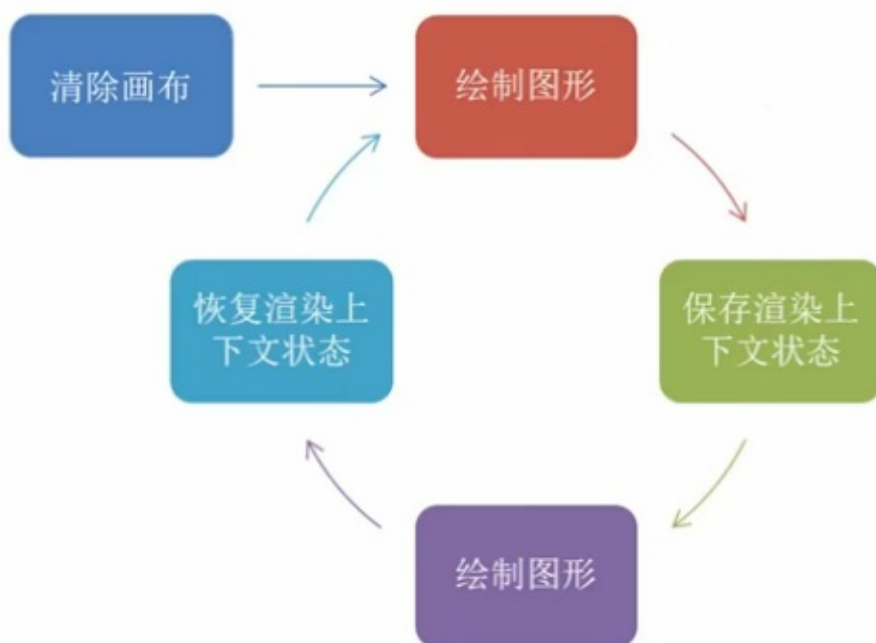 清除画布
绘制图形
恢复渲染上
下文状态
保存渲染上
下文状态
绘制图形